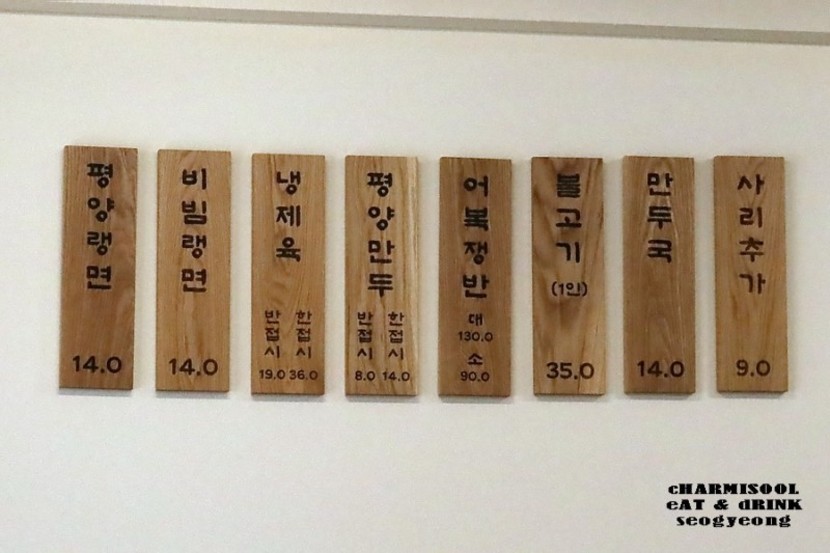 평양랭면
14.0
비빔랭면
14.0
냉제육
반접시 한접시
19.0 36.0
평양만두
반접시 한접시
8.0 14.0
어복쟁반
대
130.0
소
90.0
불고기
(1인)
35.0
만두국
14.0
사리추가
9.0
cHARMISOOL
eAT & dRINK
seogyeong